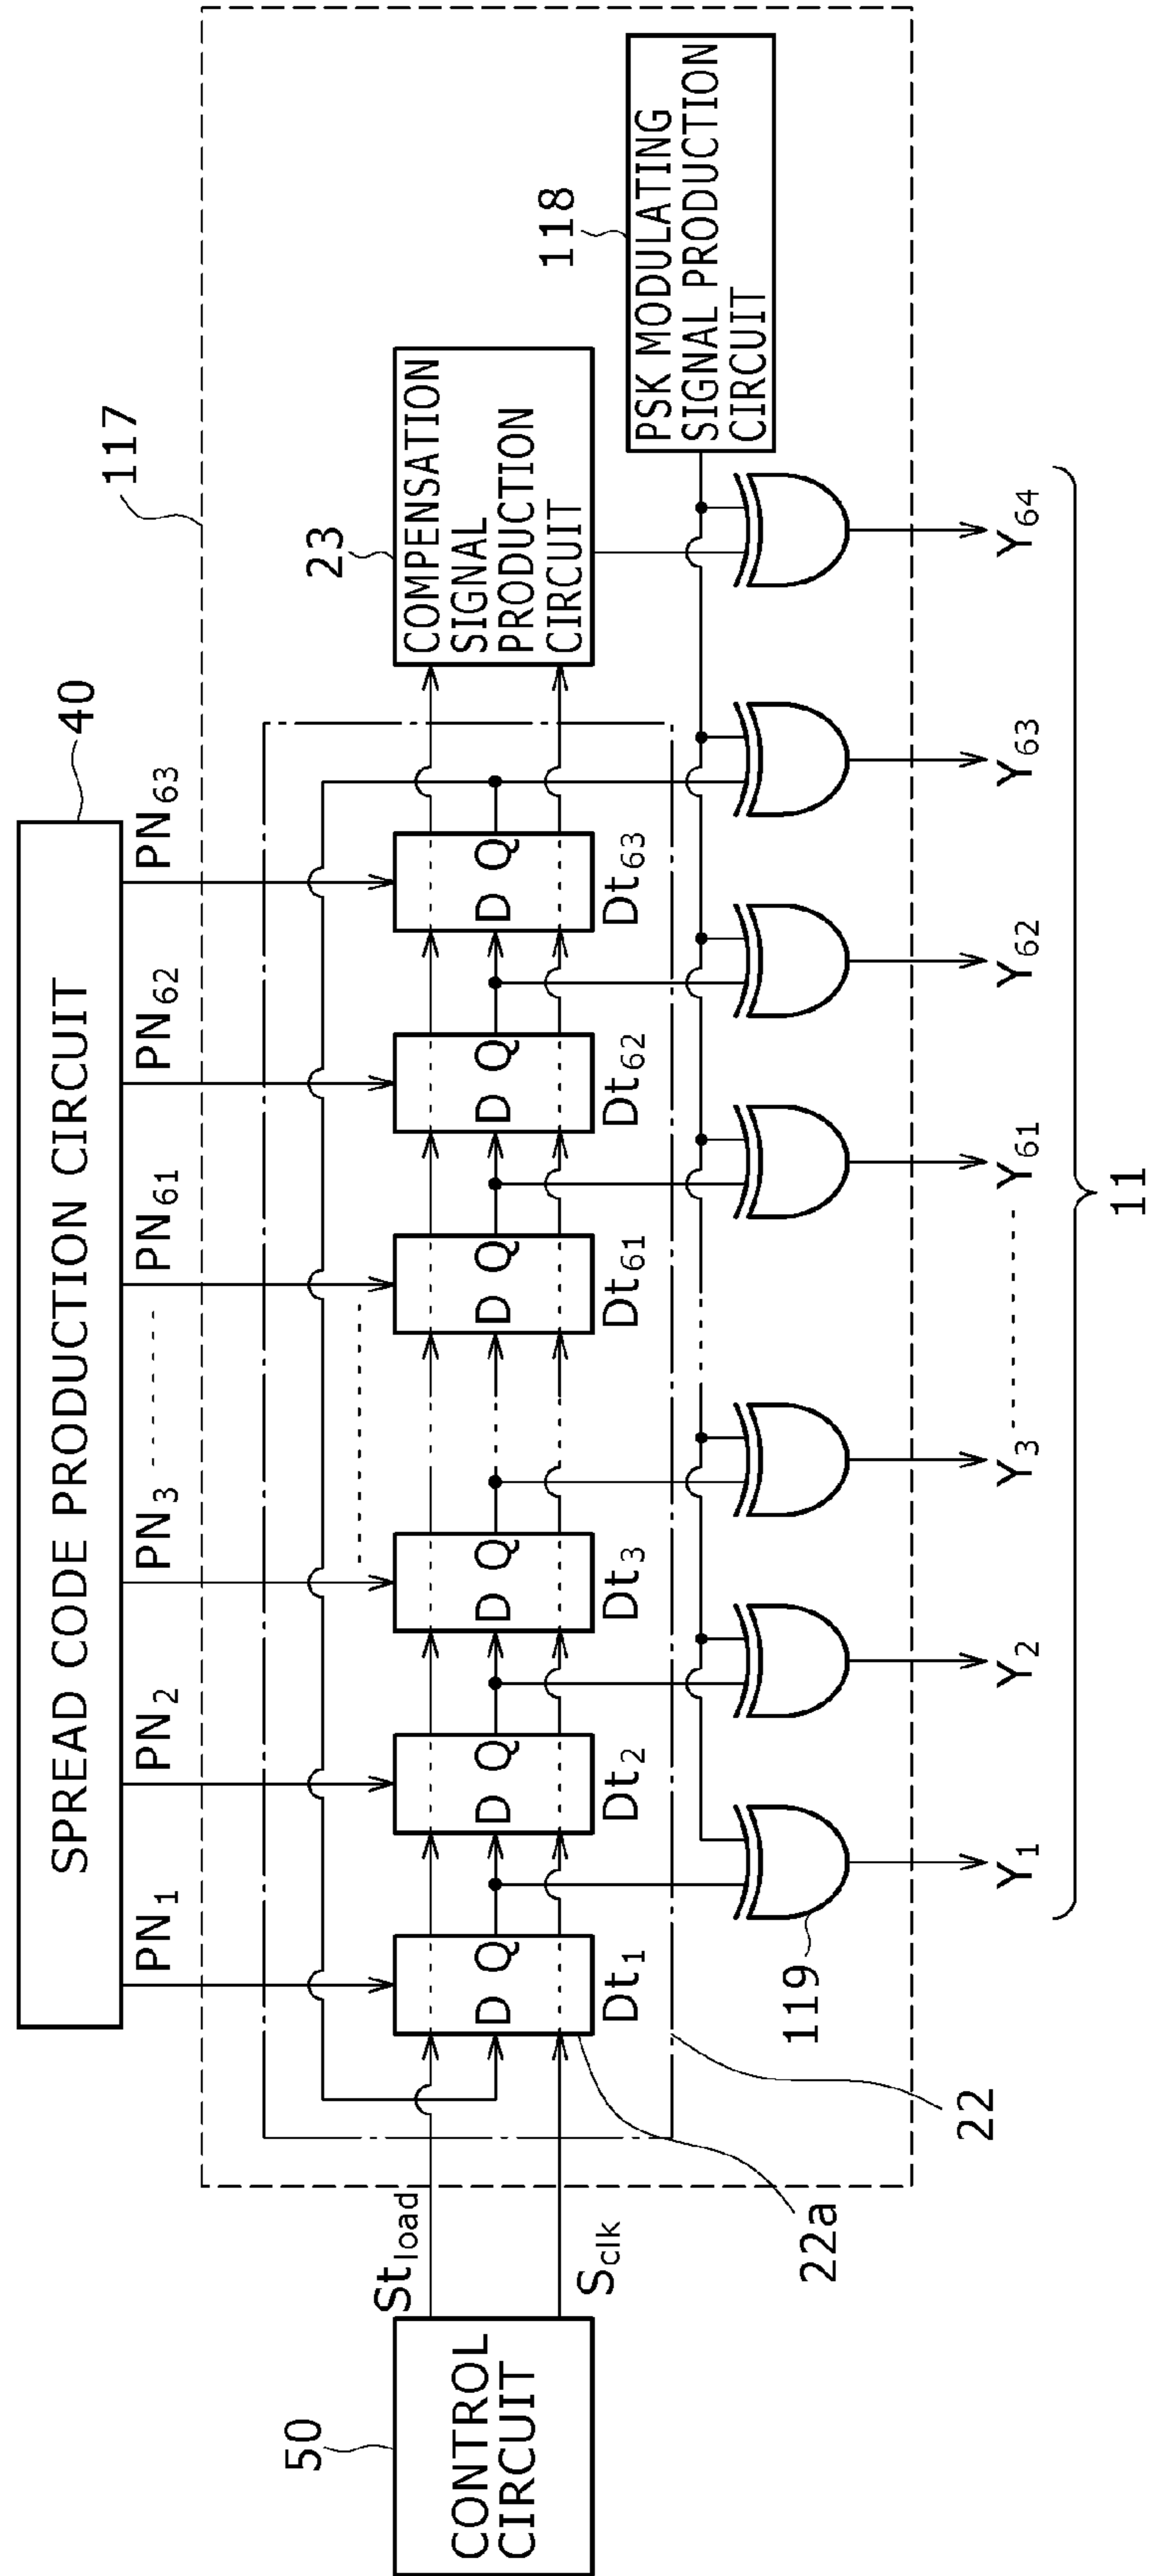 SPREAD CODE PRODUCTION CIRCUIT
40
117
PN1
PN2
PN3
PN61
PN62
PN63
50
CONTROL
CIRCUIT
Stload
Sclk
D Q
D Q
D Q
D Q
D Q
D Q
Dt1
Dt2
Dt3
Dt61
Dt62
Dt63
23
COMPENSATION
SIGNAL
PRODUCTION
CIRCUIT
118
PSK MODULATING
SIGNAL PRODUCTION
CIRCUIT
22a
22
119
Y1
Y2
Y3
Y61
Y62
Y63
Y64
11